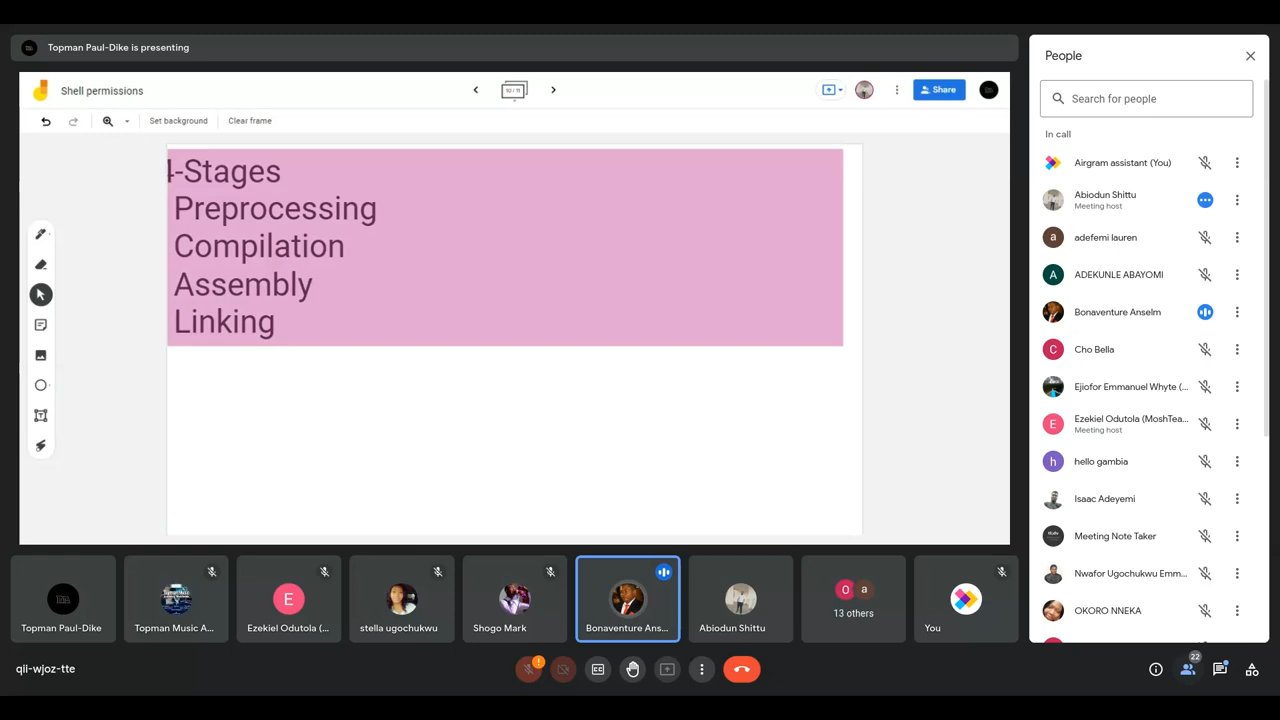 Topman Paul-Dike is presenting
Shell permissions
10 / 11
Share
Set background
Clear frame
4-Stages
Preprocessing
Compilation
Assembly
Linking
People
Search for people
In call
Airgram assistant (You)
Abiodun Shittu
Meeting host
a
adefemi lauren
A
ADEKUNLE ABAYOMI
Bonaventure Anselm
C
Cho Bella
Ejiofor Emmanuel Whyte (...
E
Ezekiel Odutola (MoshTea...
Meeting host
h
hello gambia
Isaac Adeyemi
Meeting Note Taker
Nwafor Ugochukwu Emm...
OKORO NNEKA
Topman Paul-Dike
Topman Music A...
E
Ezekiel Odutola (...
stella ugochukwu
Shogo Mark
Bonaventure Ans...
Abiodun Shittu
O a
13 others
You
qii-wjoz-tte
22